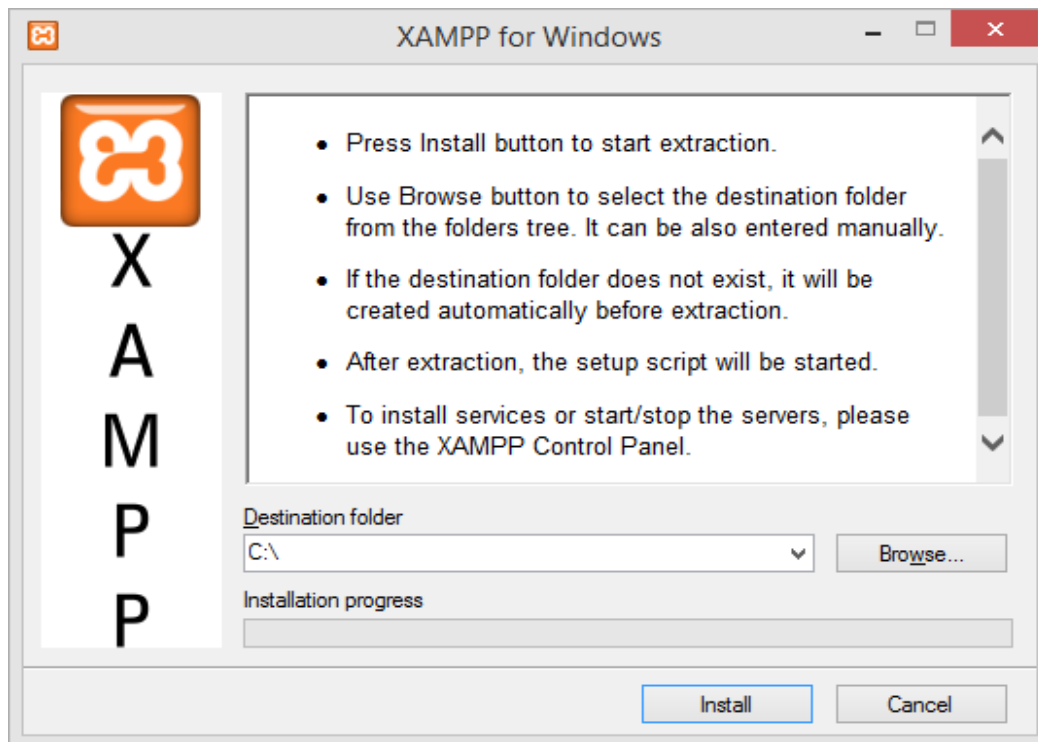 XAMPP for Windows
X
A
M
P
P
• Press Install button to start extraction.
• Use Browse button to select the destination folder
from the folders tree. It can be also entered manually.
• If the destination folder does not exist, it will be
created automatically before extraction.
• After extraction, the setup script will be started.
• To install services or start/stop the servers, please
use the XAMPP Control Panel.
Destination folder
C:\
Browse...
Installation progress
Install
Cancel